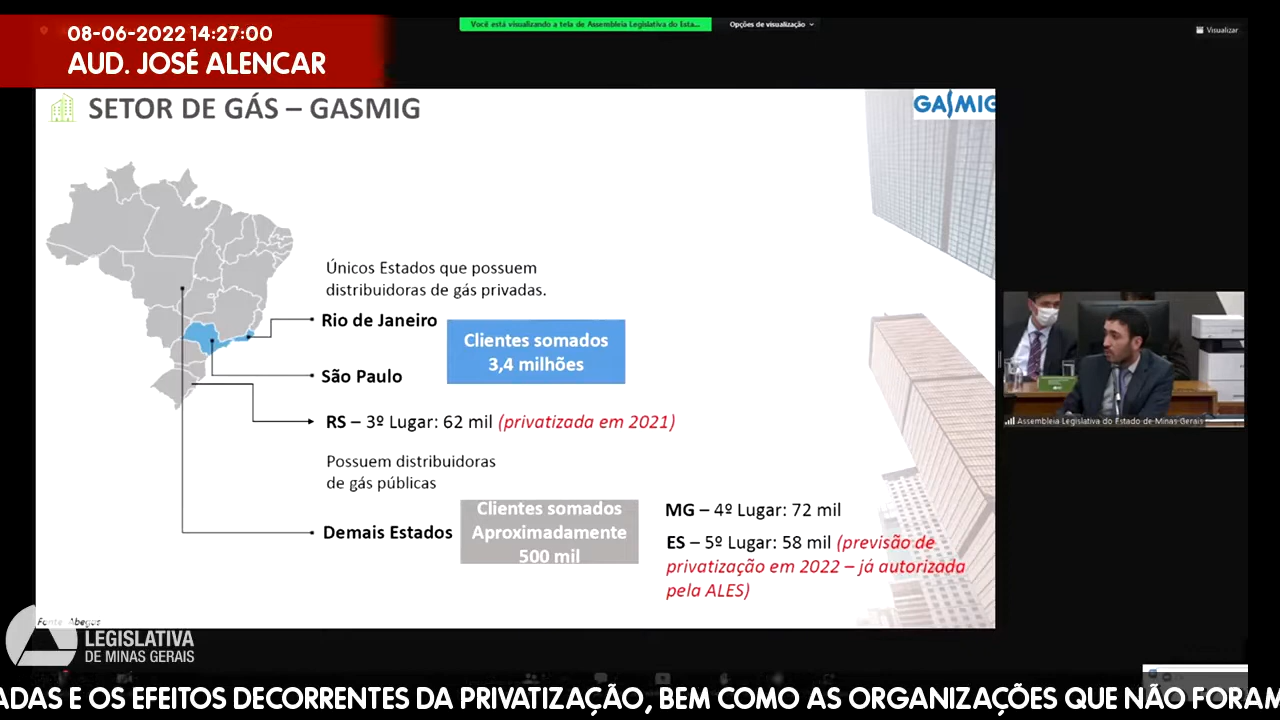 08-06-2022 14:27:00
AUD. JOSÉ ALENCAR
Você está visualizando a tela de Assembleia Legislativa do Esta...
Opções de visualização
Visualizar
SETOR DE GÁS – GASMIG
GASMIG
Únicos Estados que possuem
distribuidoras de gás privadas.
Rio de Janeiro
Clientes somados
3,4 milhões
São Paulo
RS – 3º Lugar: 62 mil (privatizada em 2021)
Possuem distribuidoras
de gás públicas
Demais Estados
Clientes somados
Aproximadamente
500 mil
MG – 4º Lugar: 72 mil
ES – 5º Lugar: 58 mil (previsão de
privatização em 2022 – já autorizada
pela ALES)
Assembleia Legislativa do Estado de Minas Gerais
Fonte Abegas
LEGISLATIVA
DE MINAS GERAIS
ADAS E OS EFEITOS DECORRENTES DA PRIVATIZAÇÃO, BEM COMO AS ORGANIZAÇÕES QUE NÃO FORAM